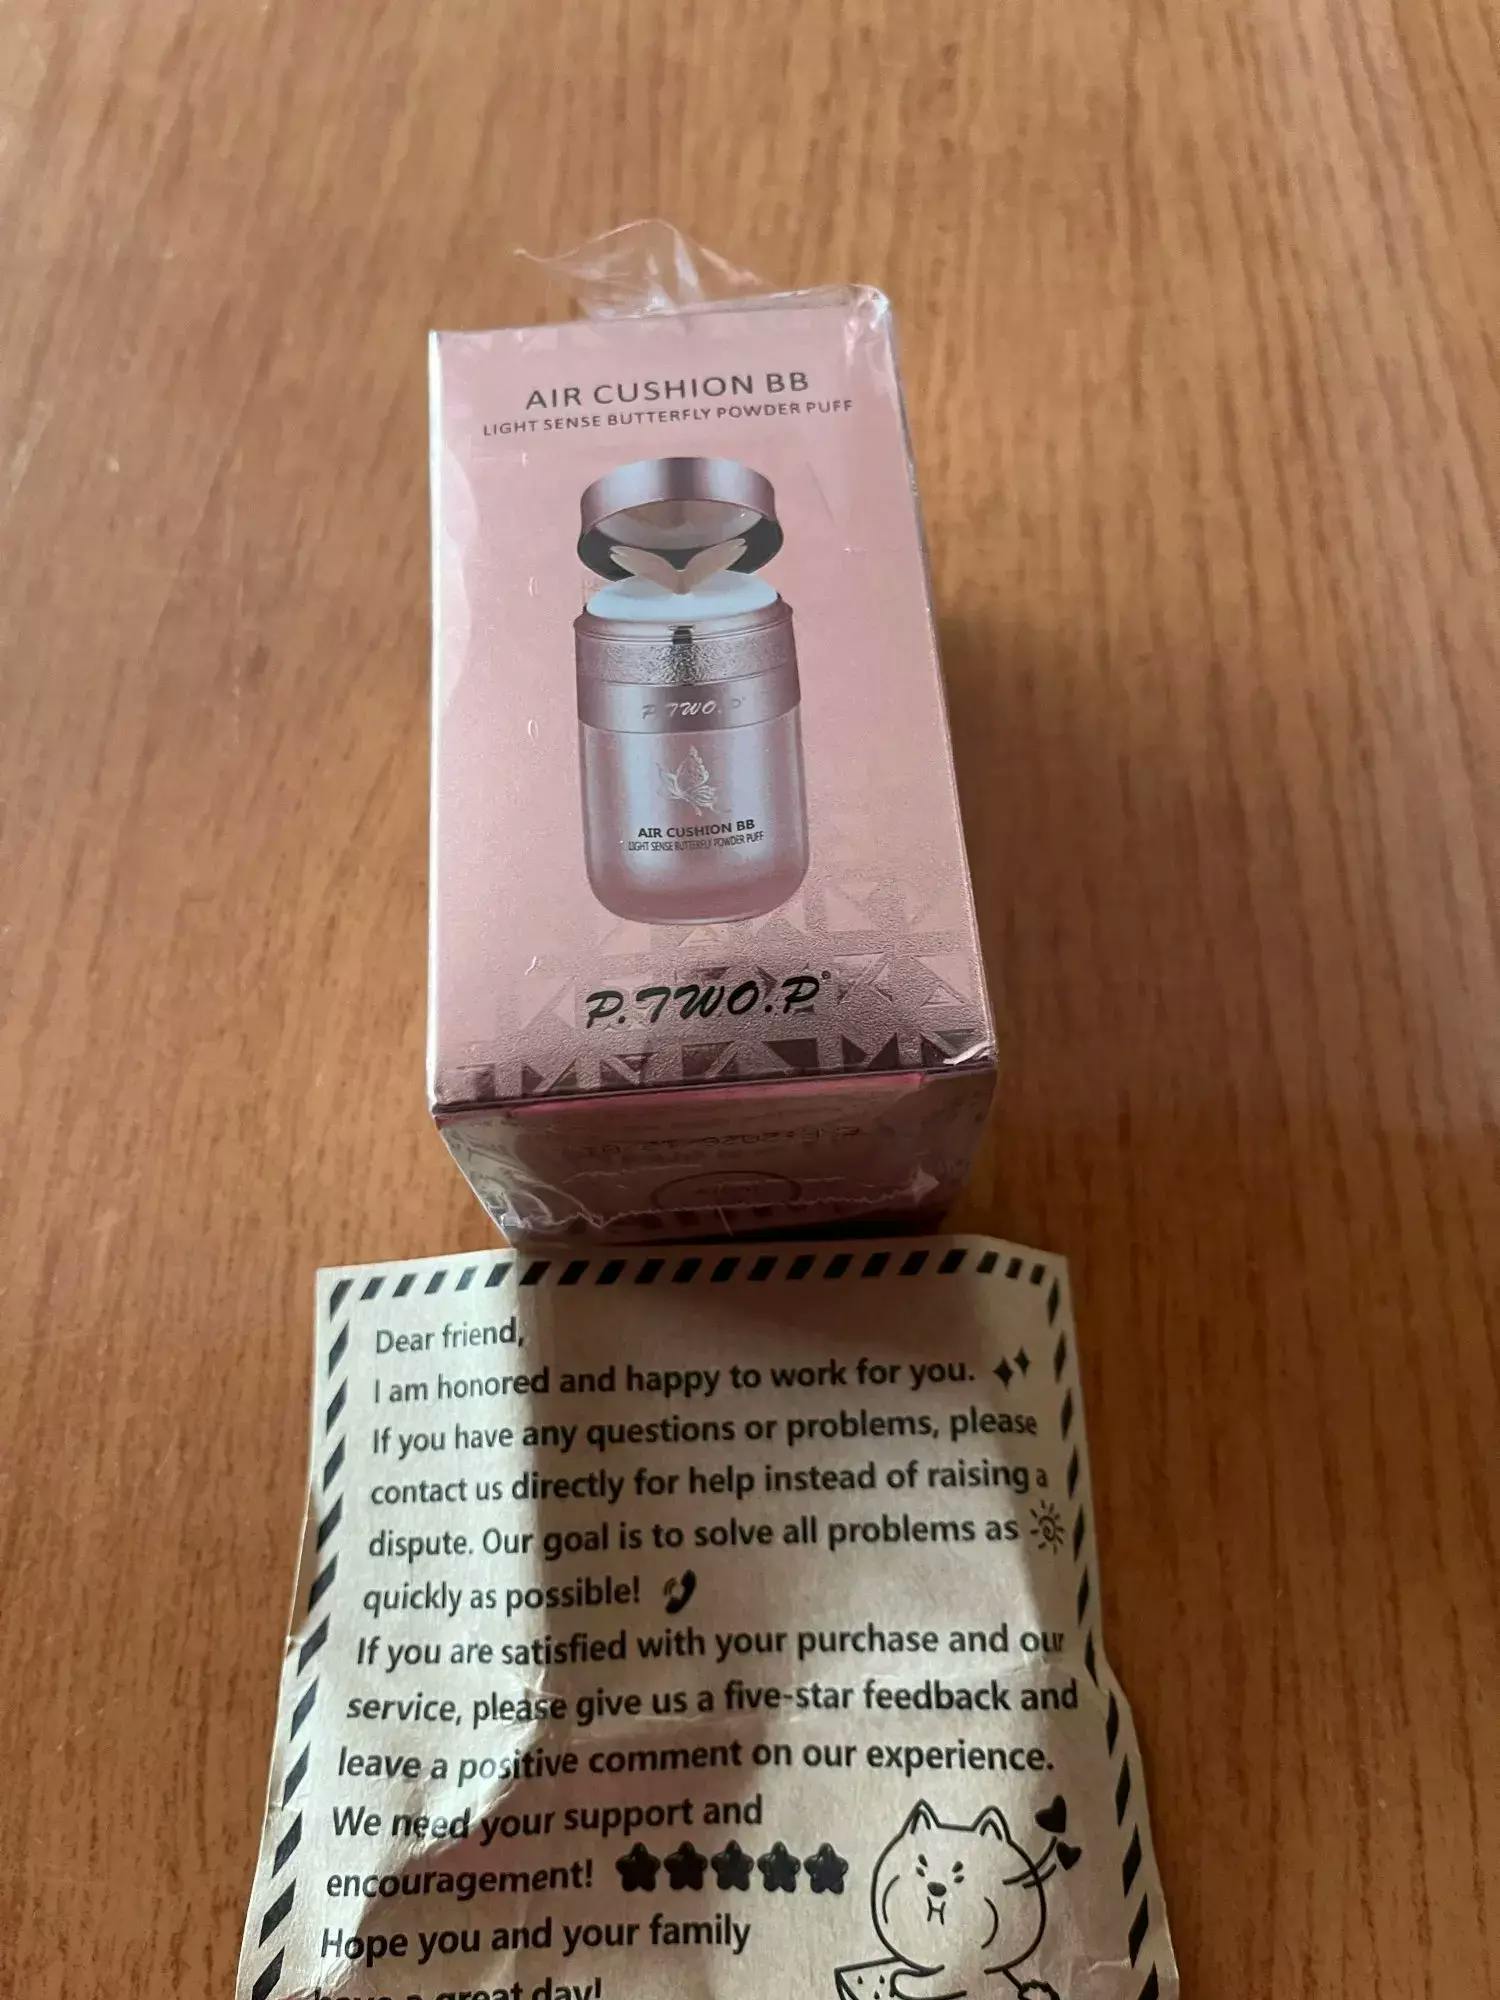 AIR CUSHION BB
LIGHT SENSE BUTTERFLY POWDER PUFF
P.TWO.P
AIR CUSHION BB
LIGHT SENSE BUTTERFLY POWDER PUFF
P.TWO.P®
Dear friend,
I am honored and happy to work for you.
If you have any questions or problems, please
contact us directly for help instead of raising a
dispute. Our goal is to solve all problems as
quickly as possible!
If you are satisfied with your purchase and our
service, please give us a five-star feedback and
leave a positive comment on our experience.
We need your support and
encouragement!
Hope you and your family
have a great day!